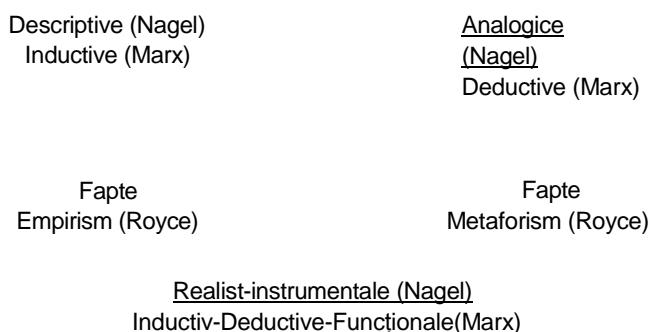 Descriptive (Nagel)
Inductive (Marx)
Analogice
(Nagel)
Deductive (Marx)
Fapte
Empirism (Royce)
Fapte
Metaforism (Royce)
Realist-instrumentale (Nagel)
Inductiv-Deductive-Funcționale(Marx)